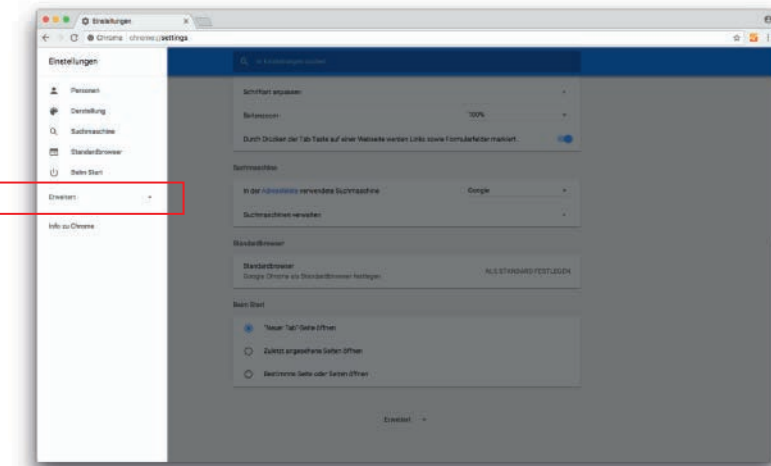 Einstellungen
Chrome chrome://settings
Einstellungen
In Einstellungen suchen
Personen
Darstellung
Suchmaschine
Standardbrowser
Beim Start
Erweitert
Info zu Chrome
Schriftart anpassen
Seitenzoom 100%
Durch Drücken der Tab-Taste auf einer Webseite werden Links sowie Formularfelder markiert.
Suchmaschine
In der Adressleiste verwendete Suchmaschine Google
Suchmaschinen verwalten
Standardbrowser
Standardbrowser
Google Chrome als Standardbrowser festlegen
ALS STANDARD FESTLEGEN
Beim Start
"Neuer Tab"-Seite öffnen
Zuletzt angesehene Seiten öffnen
Bestimmte Seite oder Seiten öffnen
Erweitert